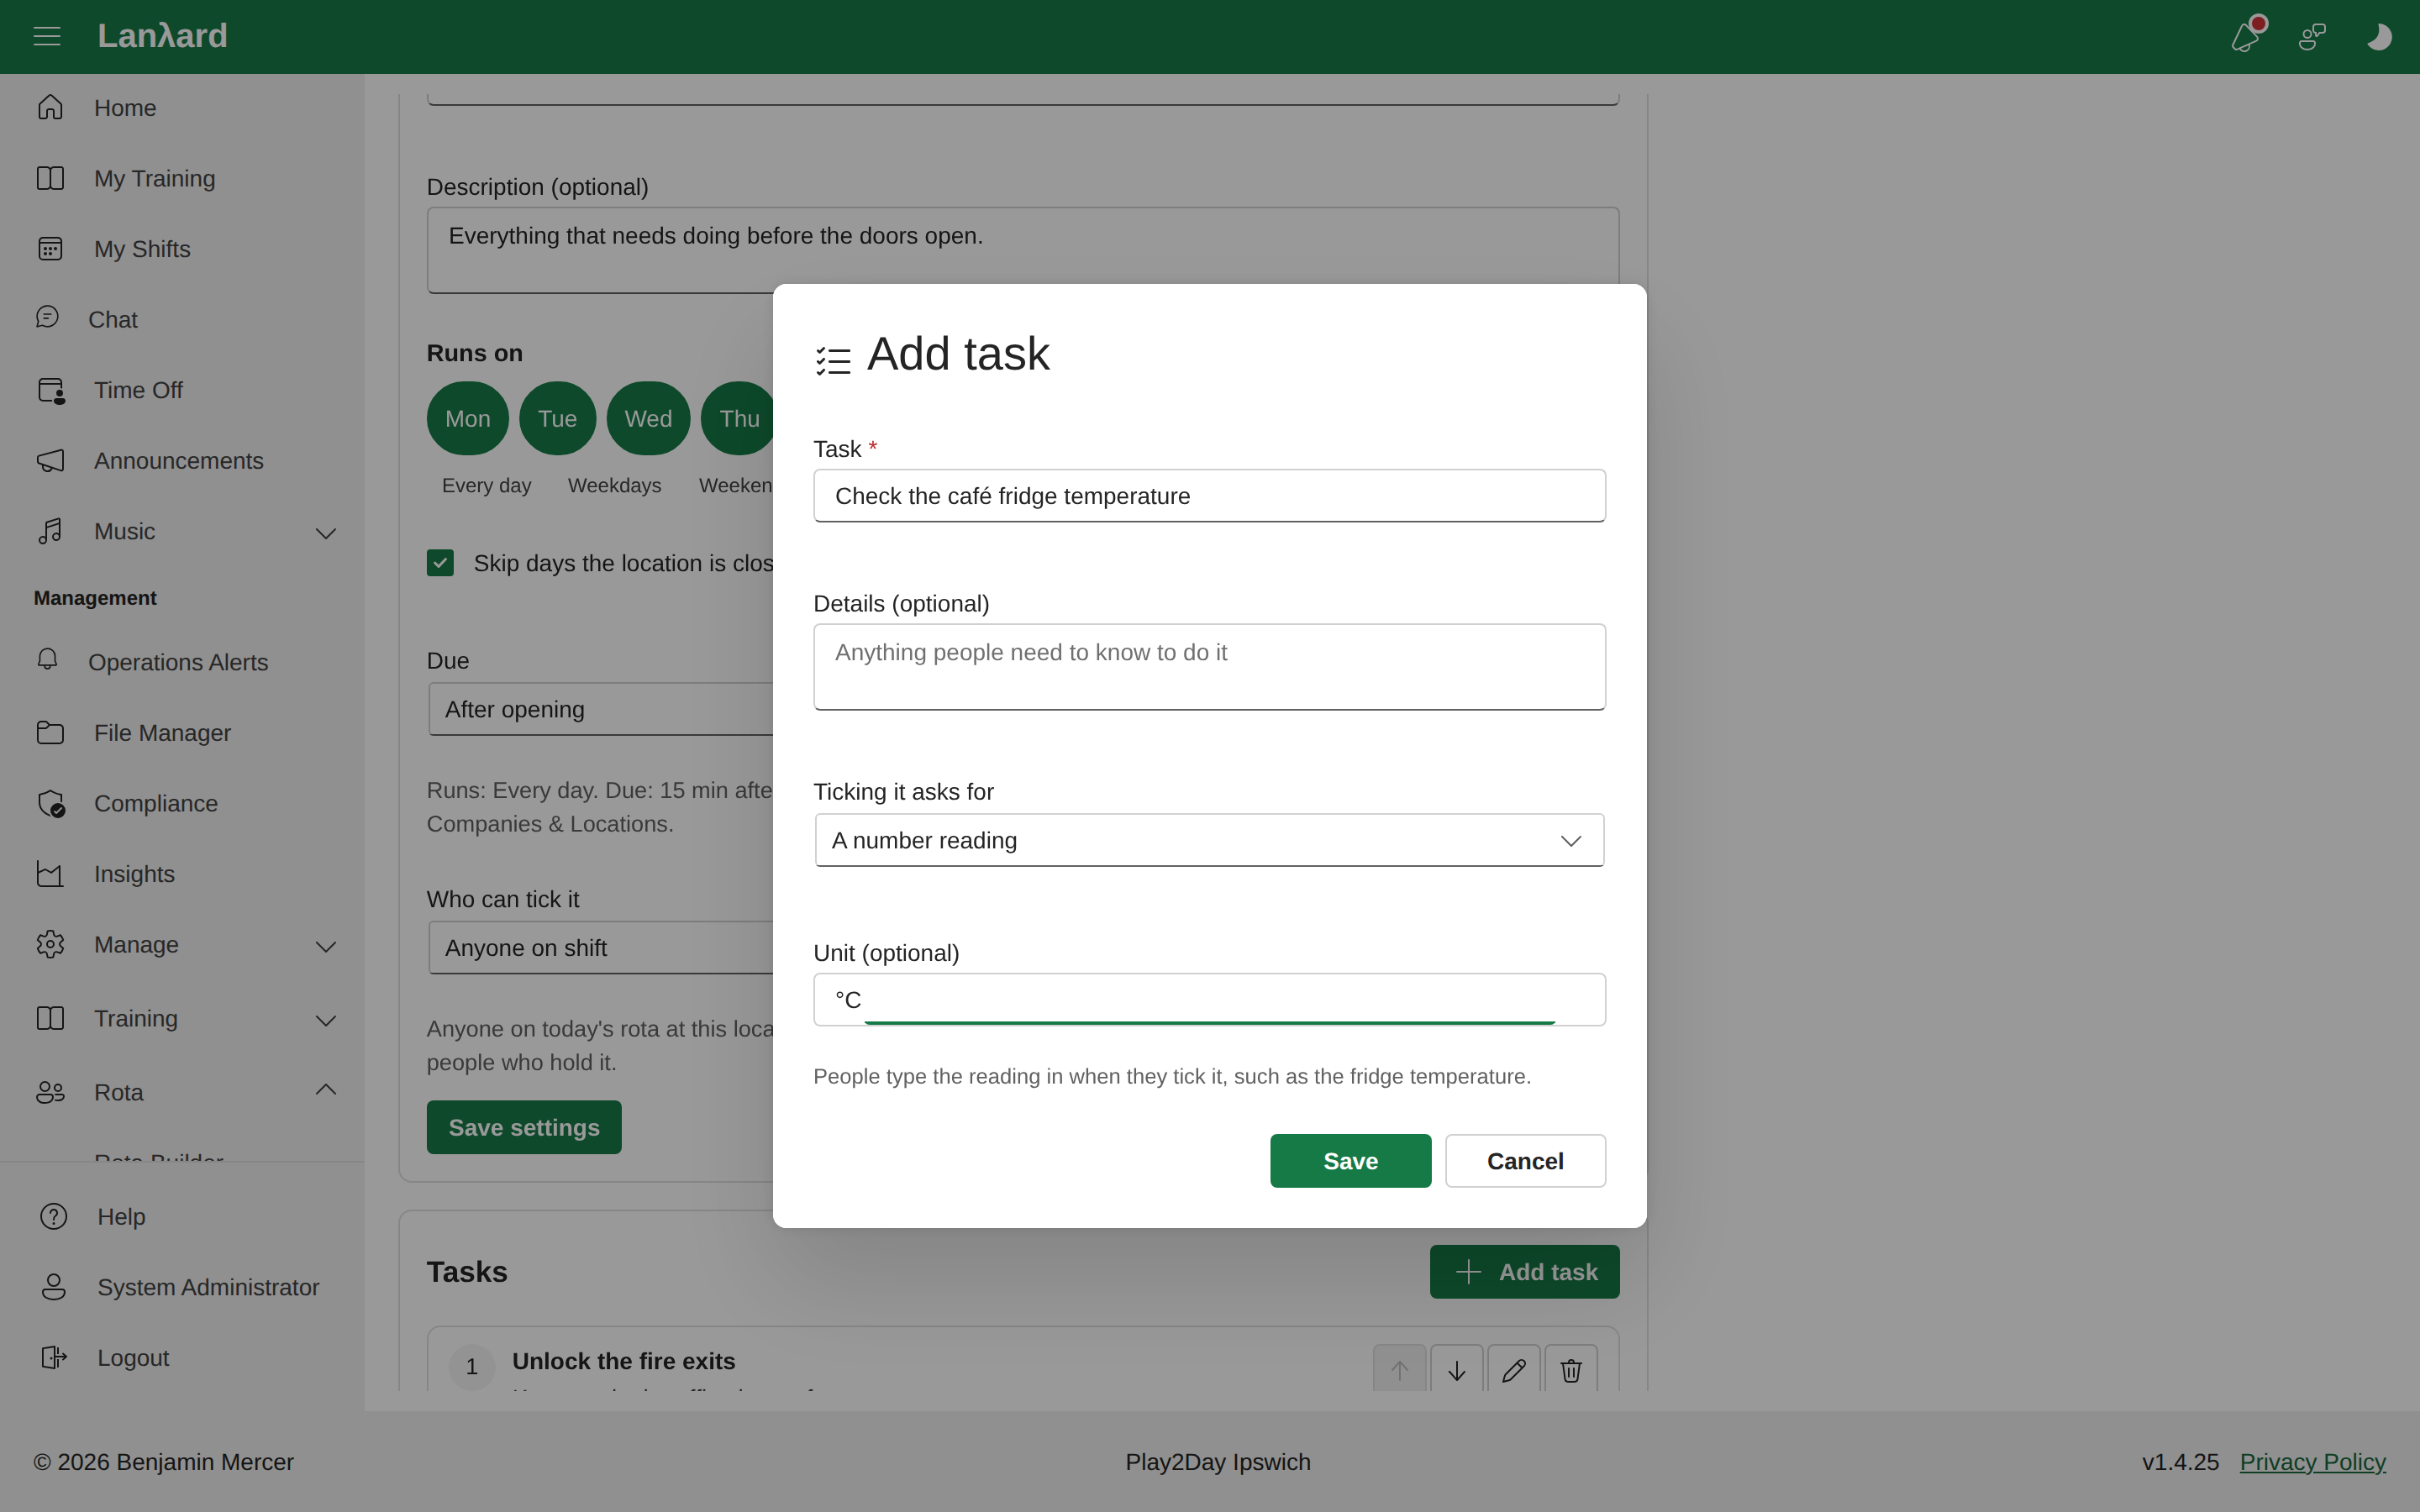 Lanλard
Home
My Training
My Shifts
Chat
Time Off
Announcements
Music
Management
Operations Alerts
File Manager
Compliance
Insights
Manage
Training
Rota
Rota Builder
Help
System Administrator
Logout
Description (optional)
Everything that needs doing before the doors open.
Runs on
Mon Tue Wed Thu
Every day Weekdays Weeken
Skip days the location is clos
Due
After opening
Runs: Every day. Due: 15 min afte
Companies & Locations.
Who can tick it
Anyone on shift
Anyone on today's rota at this loca
people who hold it.
Save settings
Add task
Task *
Check the café fridge temperature
Details (optional)
Anything people need to know to do it
Ticking it asks for
A number reading
Unit (optional)
°C
People type the reading in when they tick it, such as the fridge temperature.
Save Cancel
Tasks
Add task
1 Unlock the fire exits
© 2026 Benjamin Mercer
Play2Day Ipswich
v1.4.25 Privacy Policy